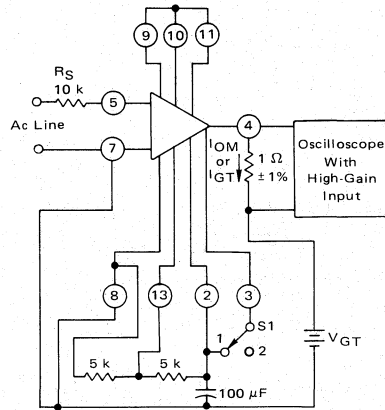 9 10 11
R_S
10 k
5
4
Ac Line
7
I_OM
or
I_GT
1 Ω
±1%
Oscilloscope
With
High-Gain
Input
8 13 2 3
S1
1
2
5 k 5 k
V_GT
100 μF